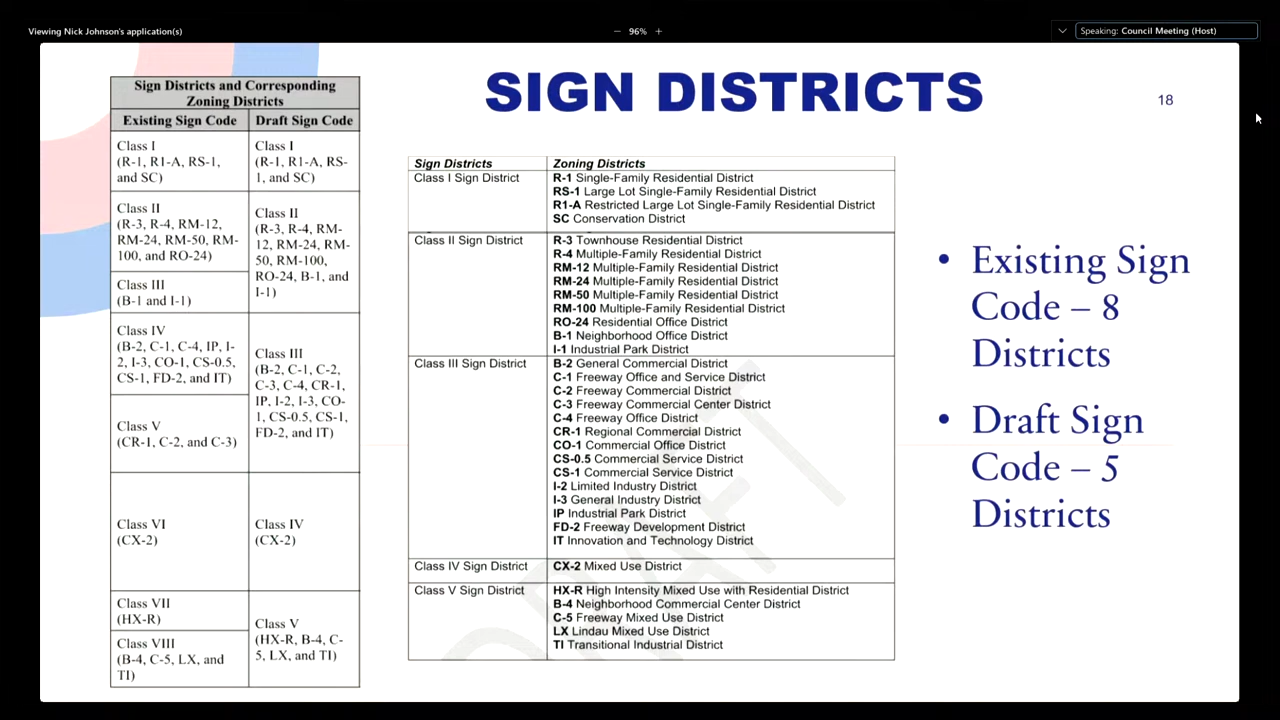 Viewing Nick Johnson's application(s)
− 96% +
Speaking: Council Meeting (Host)
SIGN DISTRICTS
18
Sign Districts and Corresponding
Zoning Districts
Existing Sign Code
Draft Sign Code
Class I
(R-1, R1-A, RS-1,
and SC)
Class I
(R-1, R1-A, RS-
1, and SC)
Class II
(R-3, R-4, RM-12,
RM-24, RM-50, RM-
100, and RO-24)
Class III
(B-1 and I-1)
Class II
(R-3, R-4, RM-
12, RM-24, RM-
50, RM-100,
RO-24, B-1, and
I-1)
Class IV
(B-2, C-1, C-4, IP, I-
2, I-3, CO-1, CS-0.5,
CS-1, FD-2, and IT)
Class V
(CR-1, C-2, and C-3)
Class III
(B-2, C-1, C-2,
C-3, C-4, CR-1,
IP, I-2, I-3, CO-
1, CS-0.5, CS-1,
FD-2, and IT)
Class VI
(CX-2)
Class IV
(CX-2)
Class VII
(HX-R)
Class VIII
(B-4, C-5, LX, and
TI)
Class V
(HX-R, B-4, C-
5, LX, and TI)
Sign Districts
Zoning Districts
Class I Sign District
R-1 Single-Family Residential District
RS-1 Large Lot Single-Family Residential District
R1-A Restricted Large Lot Single-Family Residential District
SC Conservation District
Class II Sign District
R-3 Townhouse Residential District
R-4 Multiple-Family Residential District
RM-12 Multiple-Family Residential District
RM-24 Multiple-Family Residential District
RM-50 Multiple-Family Residential District
RM-100 Multiple-Family Residential District
RO-24 Residential Office District
B-1 Neighborhood Office District
I-1 Industrial Park District
Class III Sign District
B-2 General Commercial District
C-1 Freeway Office and Service District
C-2 Freeway Commercial District
C-3 Freeway Commercial Center District
C-4 Freeway Office District
CR-1 Regional Commercial District
CO-1 Commercial Office District
CS-0.5 Commercial Service District
CS-1 Commercial Service District
I-2 Limited Industry District
I-3 General Industry District
IP Industrial Park District
FD-2 Freeway Development District
IT Innovation and Technology District
Class IV Sign District
CX-2 Mixed Use District
Class V Sign District
HX-R High Intensity Mixed Use with Residential District
B-4 Neighborhood Commercial Center District
C-5 Freeway Mixed Use District
LX Lindau Mixed Use District
TI Transitional Industrial District
DRAFT
• Existing Sign
Code – 8
Districts
• Draft Sign
Code – 5
Districts